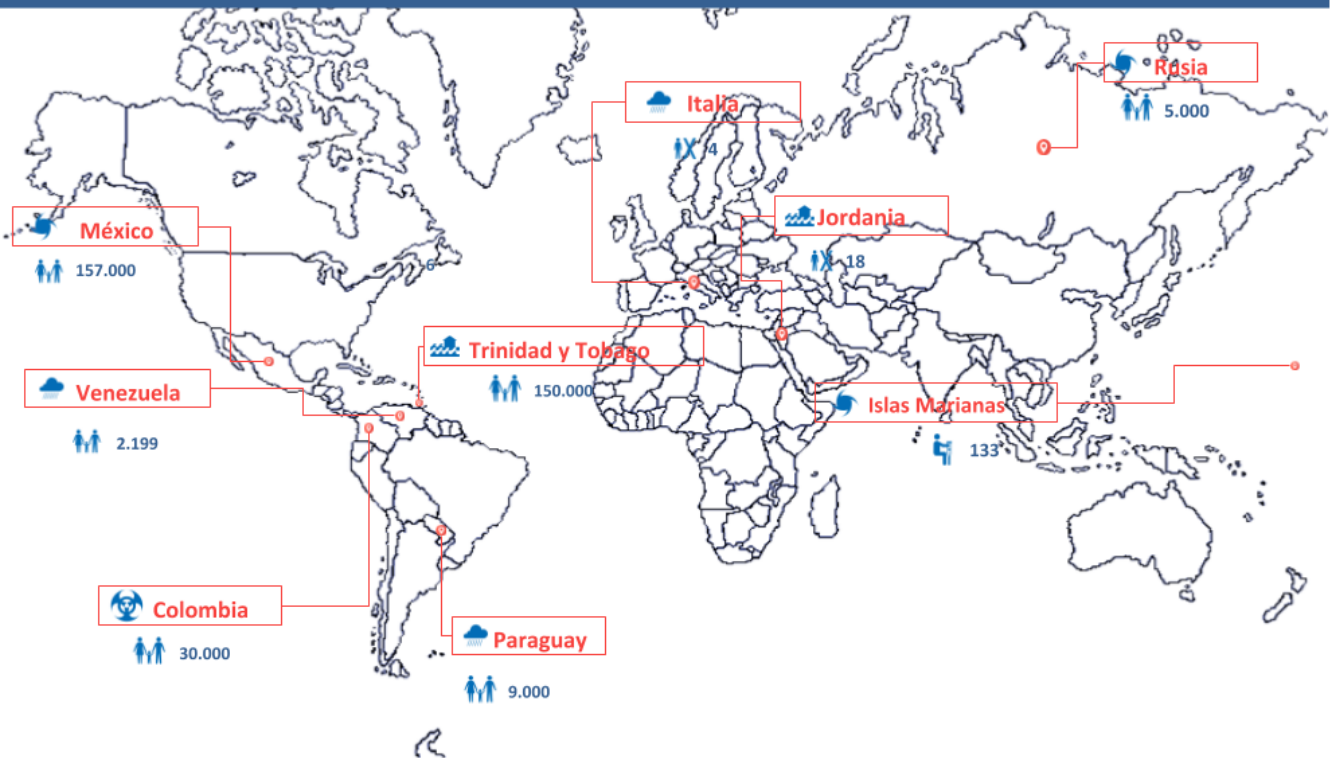 Rusia
5.000
Italia
4
Jordania
18
México
157.000
6
Trinidad y Tobago
150.000
Venezuela
2.199
Islas Marianas
133
Colombia
30.000
Paraguay
9.000